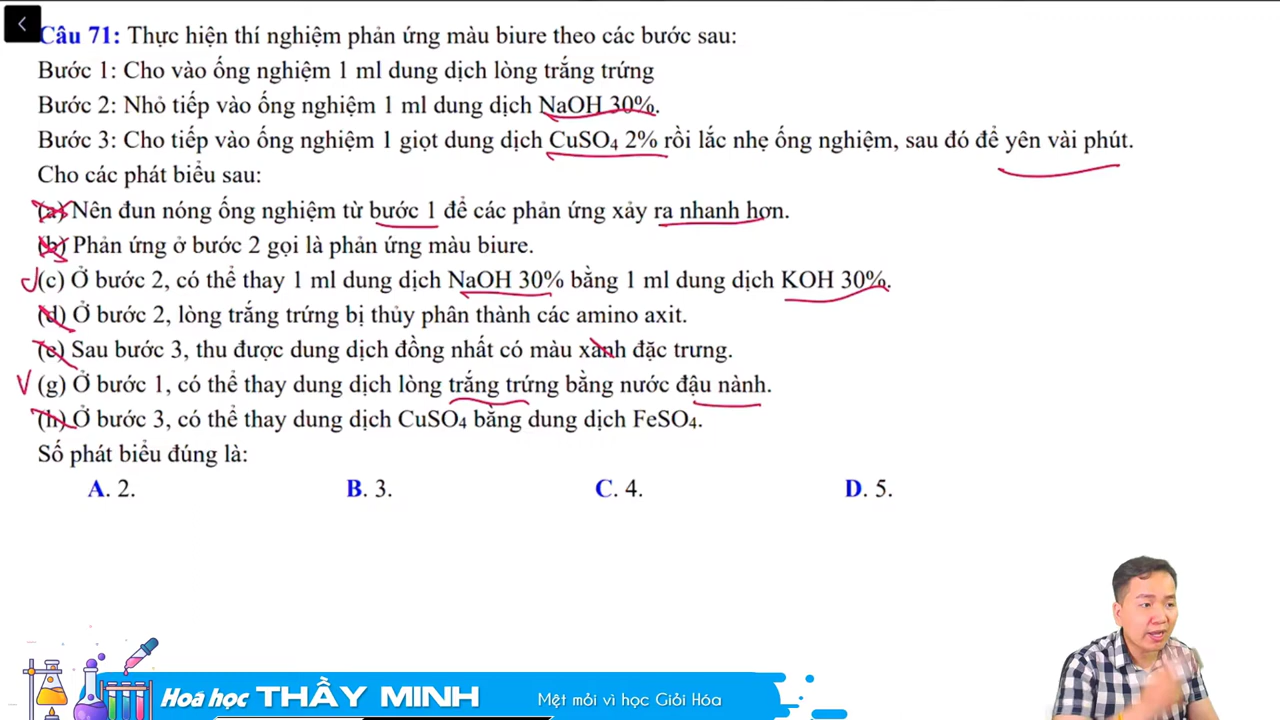 Câu 71: Thực hiện thí nghiệm phản ứng màu biure theo các bước sau:
Bước 1: Cho vào ống nghiệm 1 ml dung dịch lòng trắng trứng
Bước 2: Nhỏ tiếp vào ống nghiệm 1 ml dung dịch NaOH 30%.
Bước 3: Cho tiếp vào ống nghiệm 1 giọt dung dịch CuSO₄ 2% rồi lắc nhẹ ống nghiệm, sau đó để yên vài phút.
Cho các phát biểu sau:
(a) Nên đun nóng ống nghiệm từ bước 1 để các phản ứng xảy ra nhanh hơn.
(b) Phản ứng ở bước 2 gọi là phản ứng màu biure.
(c) Ở bước 2, có thể thay 1 ml dung dịch NaOH 30% bằng 1 ml dung dịch KOH 30%.
(d) Ở bước 2, lòng trắng trứng bị thủy phân thành các amino axit.
(e) Sau bước 3, thu được dung dịch đồng nhất có màu xanh đặc trưng.
(g) Ở bước 1, có thể thay dung dịch lòng trắng trứng bằng nước đậu nành.
(h) Ở bước 3, có thể thay dung dịch CuSO₄ bằng dung dịch FeSO₄.
Số phát biểu đúng là:
A. 2. B. 3. C. 4. D. 5.
Hoá học THẦY MINH Mệt mỏi vì học Giỏi Hóa